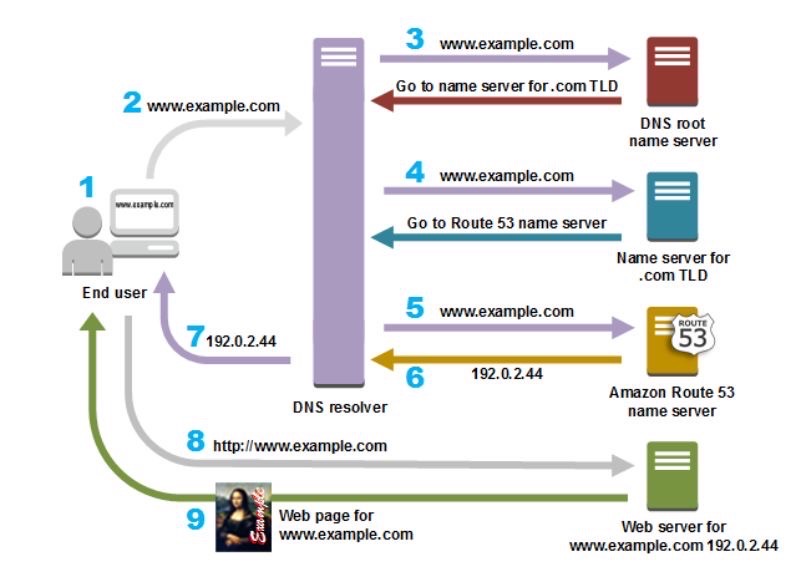 1
www.example.com
End user
2 www.example.com
DNS resolver
3 www.example.com
Go to name server for .com TLD
DNS root
name server
4 www.example.com
Go to Route 53 name server
Name server for
.com TLD
5 www.example.com
6 192.0.2.44
ROUTE
53
Amazon Route 53
name server
7 192.0.2.44
8 http://www.example.com
9 Example
Web page for
www.example.com
Web server for
www.example.com 192.0.2.44